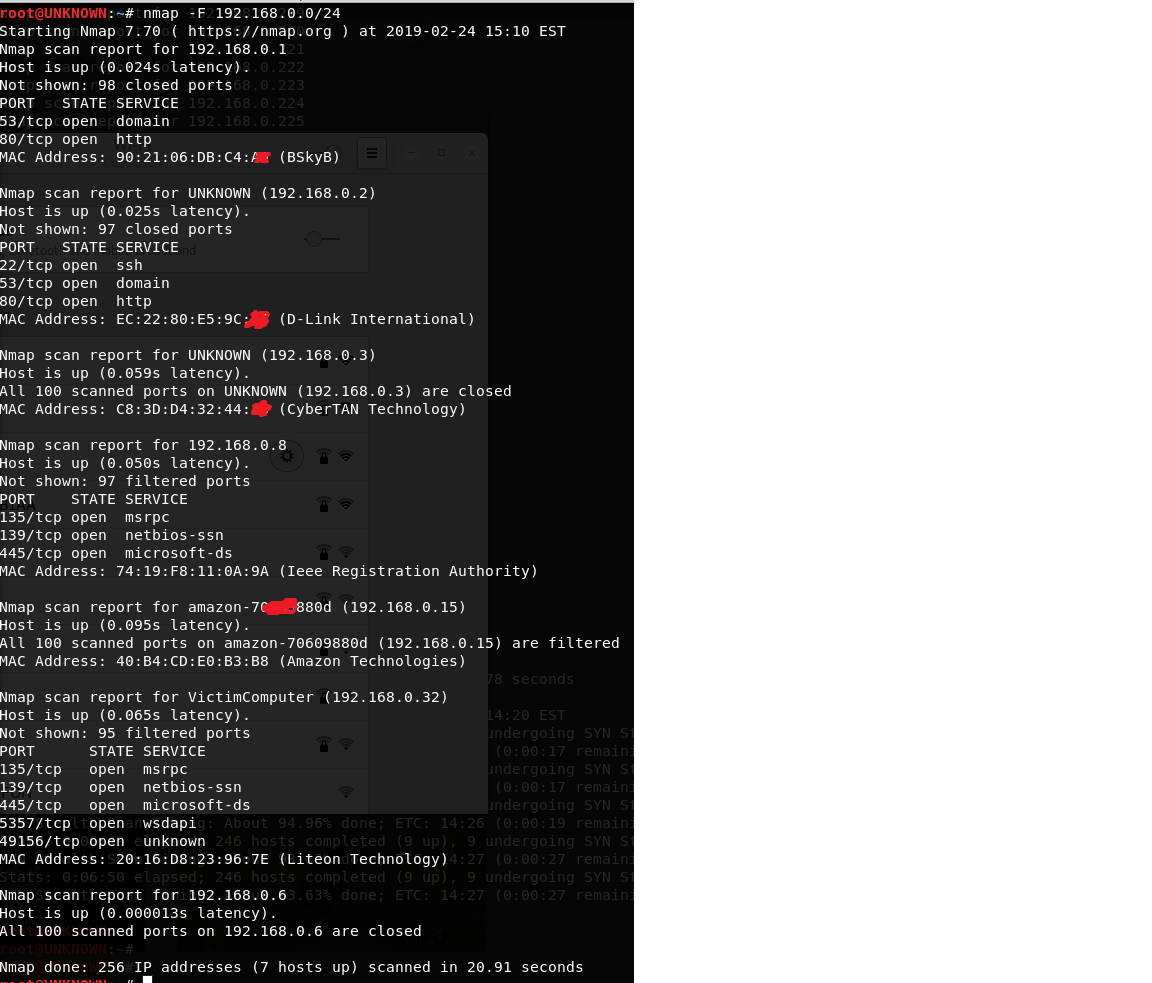 root@UNKNOWN:~# nmap -F 192.168.0.0/24
Starting Nmap 7.70 ( https://nmap.org ) at 2019-02-24 15:10 EST
Nmap scan report for 192.168.0.1
Host is up (0.024s latency).
Not shown: 98 closed ports
PORT   STATE SERVICE
53/tcp open  domain
80/tcp open  http
MAC Address: 90:21:06:DB:C4: (BSkyB)

Nmap scan report for UNKNOWN (192.168.0.2)
Host is up (0.025s latency).
Not shown: 97 closed ports
PORT   STATE SERVICE
22/tcp open  ssh
53/tcp open  domain
80/tcp open  http
MAC Address: EC:22:80:E5:9C: (D-Link International)

Nmap scan report for UNKNOWN (192.168.0.3)
Host is up (0.059s latency).
All 100 scanned ports on UNKNOWN (192.168.0.3) are closed
MAC Address: C8:3D:D4:32:44: (CyberTAN Technology)

Nmap scan report for 192.168.0.8
Host is up (0.050s latency).
Not shown: 97 filtered ports
PORT    STATE SERVICE
135/tcp open  msrpc
139/tcp open  netbios-ssn
445/tcp open  microsoft-ds
MAC Address: 74:19:F8:11:0A:9A (Ieee Registration Authority)

Nmap scan report for amazon-70 880d (192.168.0.15)
Host is up (0.095s latency).
All 100 scanned ports on amazon-70609880d (192.168.0.15) are filtered
MAC Address: 40:B4:CD:E0:B3:B8 (Amazon Technologies)

Nmap scan report for VictimComputer (192.168.0.32)
Host is up (0.065s latency).
Not shown: 95 filtered ports
PORT      STATE SERVICE
135/tcp   open  msrpc
139/tcp   open  netbios-ssn
445/tcp   open  microsoft-ds
5357/tcp  open  wsdapi
49156/tcp open  unknown
MAC Address: 20:16:D8:23:96:7E (Liteon Technology)

Nmap scan report for 192.168.0.6
Host is up (0.000013s latency).
All 100 scanned ports on 192.168.0.6 are closed

Nmap done: 256 IP addresses (7 hosts up) scanned in 20.91 seconds
root@UNKNOWN:~#